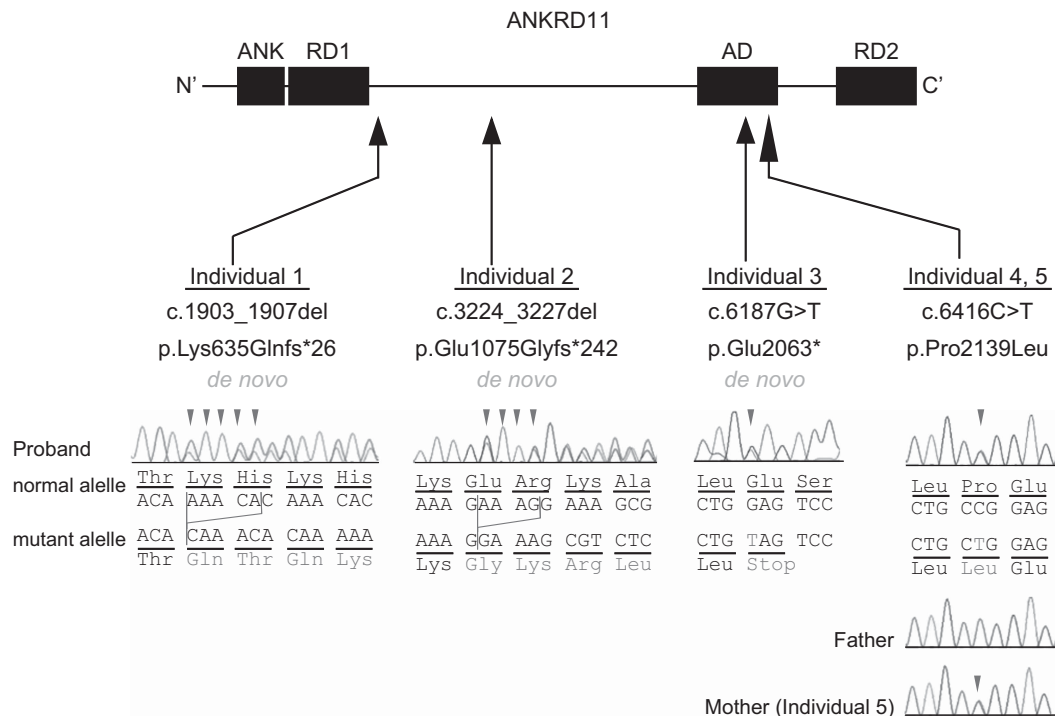 ANKRD11
ANK RD1 AD RD2
N' C'
Individual 1 Individual 2 Individual 3 Individual 4, 5
c.1903_1907del c.3224_3227del c.6187G>T c.6416C>T
p.Lys635Glnfs*26 p.Glu1075Glyfs*242 p.Glu2063* p.Pro2139Leu
de novo de novo de novo
Proband
normal alelle Thr Lys His Lys His Lys Glu Arg Lys Ala Leu Glu Ser Leu Pro Glu
ACA AAA CAC AAA CAC AAA GAA AGG AAA GCG CTG GAG TCC CTG CCG GAG
mutant alelle ACA CAA ACA CAA AAA AAA GGA AAG CGT CTC CTG TAG TCC CTG CTG GAG
Thr Gln Thr Gln Lys Lys Gly Lys Arg Leu Leu Stop Leu Leu Glu
Father
Mother (Individual 5)